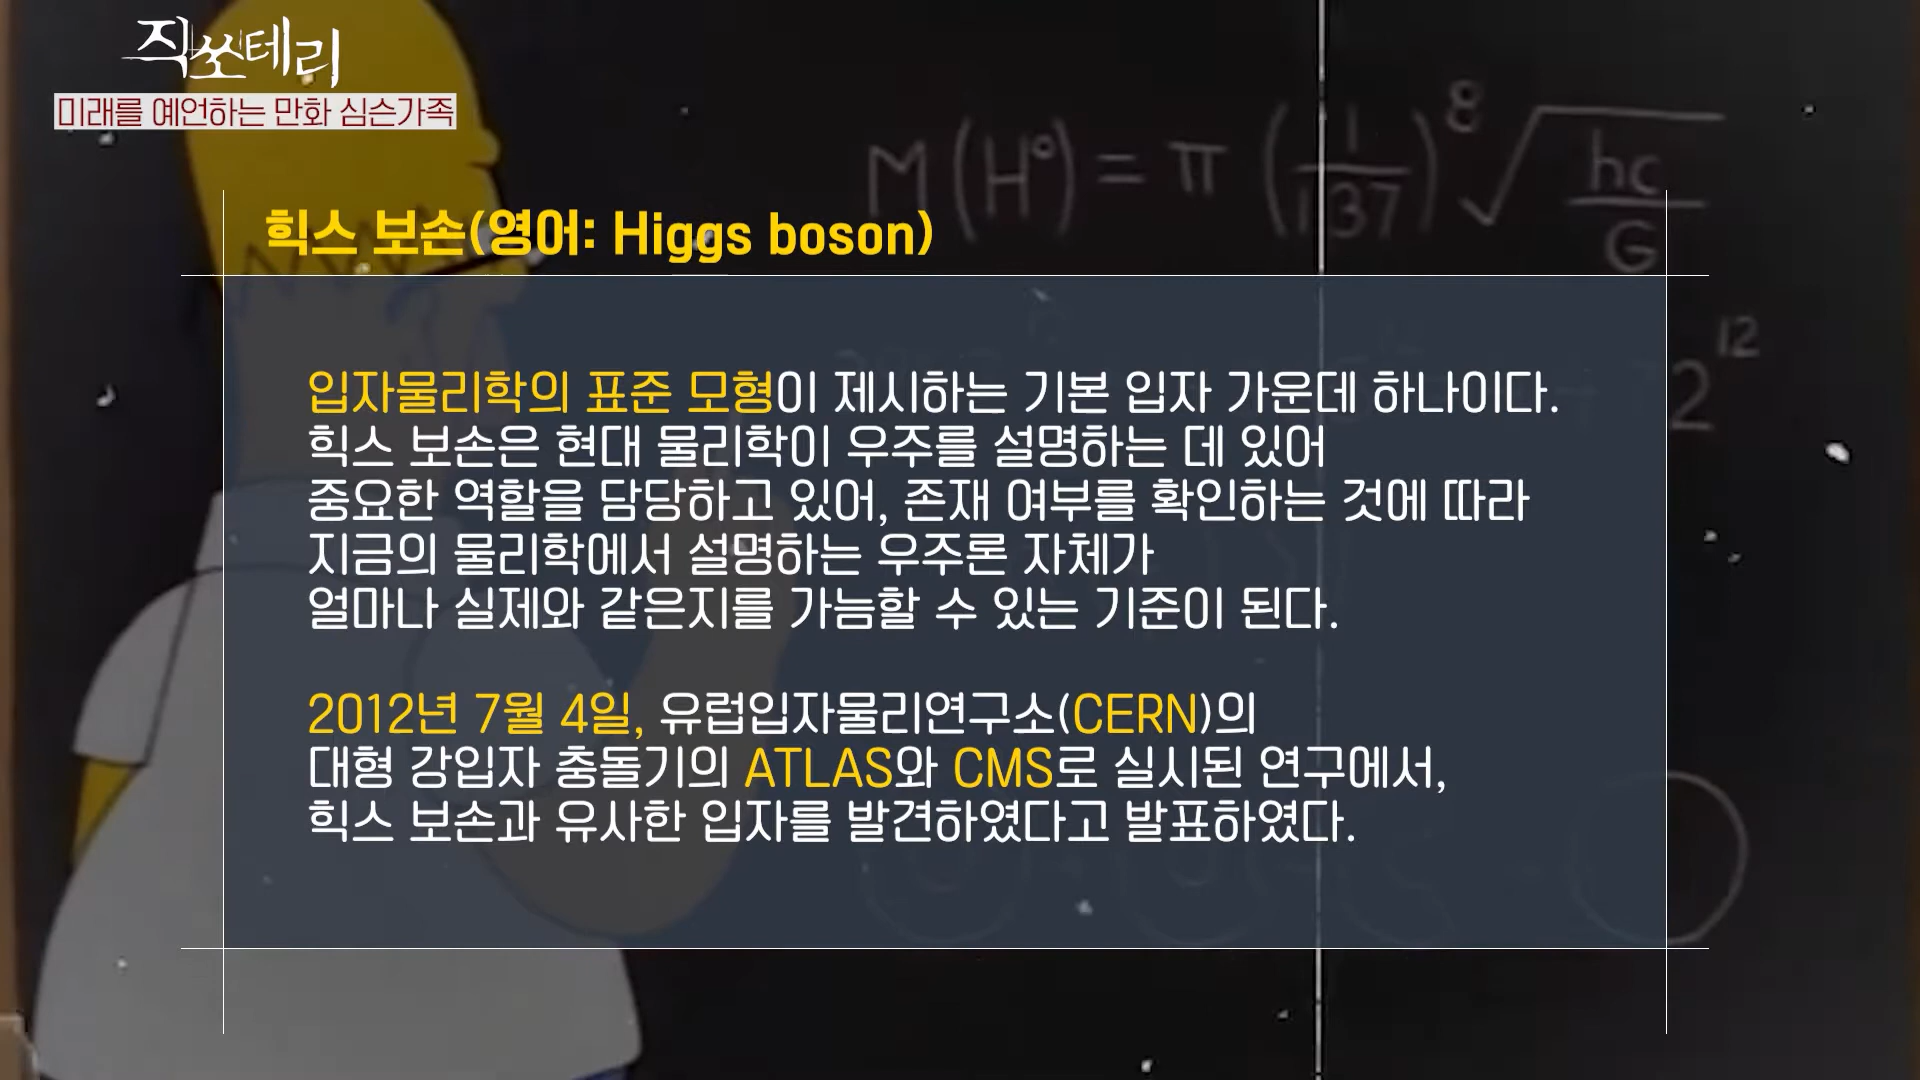 직쏘테리
미래를 예언하는 만화 심슨가족
M(H°) = π (1/137)⁸ √hc/G
힉스 보손(영어: Higgs boson)
입자물리학의 표준 모형이 제시하는 기본 입자 가운데 하나이다.
힉스 보손은 현대 물리학이 우주를 설명하는 데 있어
중요한 역할을 담당하고 있어, 존재 여부를 확인하는 것에 따라
지금의 물리학에서 설명하는 우주론 자체가
얼마나 실제와 같은지를 가늠할 수 있는 기준이 된다.
2012년 7월 4일, 유럽입자물리연구소(CERN)의
대형 강입자 충돌기의 ATLAS와 CMS로 실시된 연구에서,
힉스 보손과 유사한 입자를 발견하였다고 발표하였다.